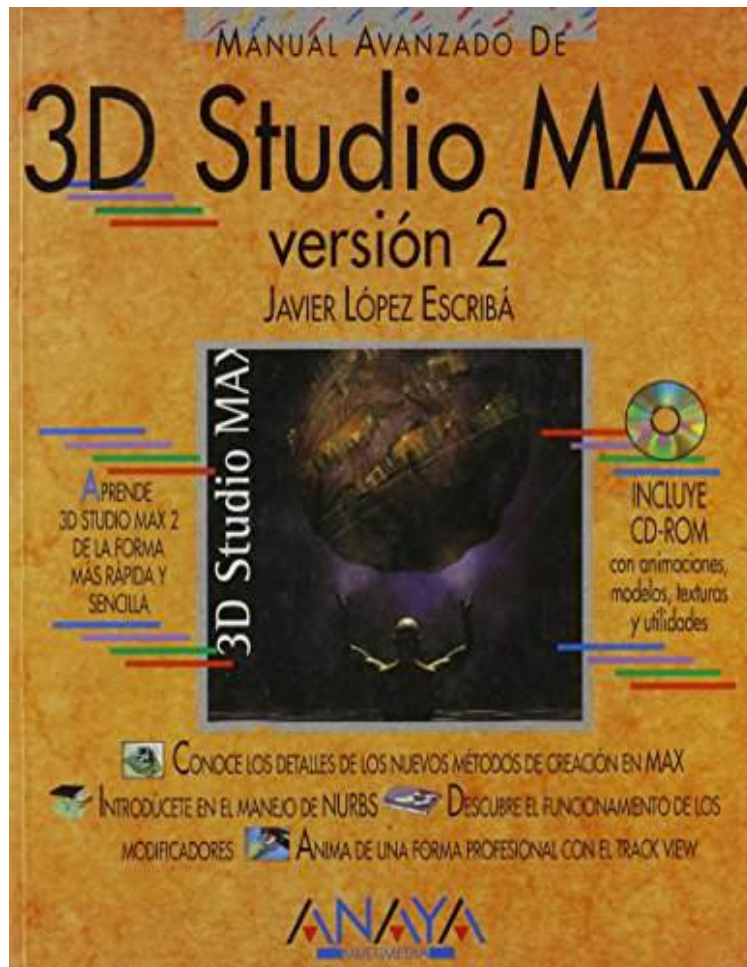 MANUAL AVANZADO DE
3D Studio MAX
versión 2
JAVIER LÓPEZ ESCRIBÁ
3D Studio MAX
APRENDE
3D STUDIO MAX 2
DE LA FORMA
MÁS RÁPIDA Y
SENCILLA
INCLUYE
CD-ROM
con animaciones,
modelos, texturas
y utilidades
CONOCE LOS DETALLES DE LOS NUEVOS MÉTODOS DE CREACIÓN EN MAX
INTRODÚCETE EN EL MANEJO DE NURBS DESCUBRE EL FUNCIONAMIENTO DE LOS
MODIFICADORES ANIMA DE UNA FORMA PROFESIONAL CON EL TRACK VIEW
ANAYA
MULTIMEDIA